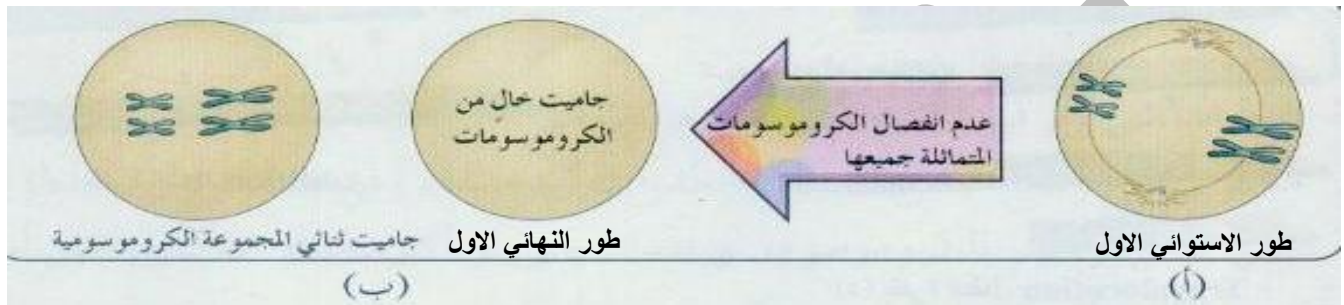 عدم انفصال الكروموسومات
المتماثلة جميعها
جاميت خالٍ من
الكروموسومات
طور الاستوائي الاول
طور النهائي الاول
جاميت ثنائي المجموعة الكروموسومية
(أ)
(ب)